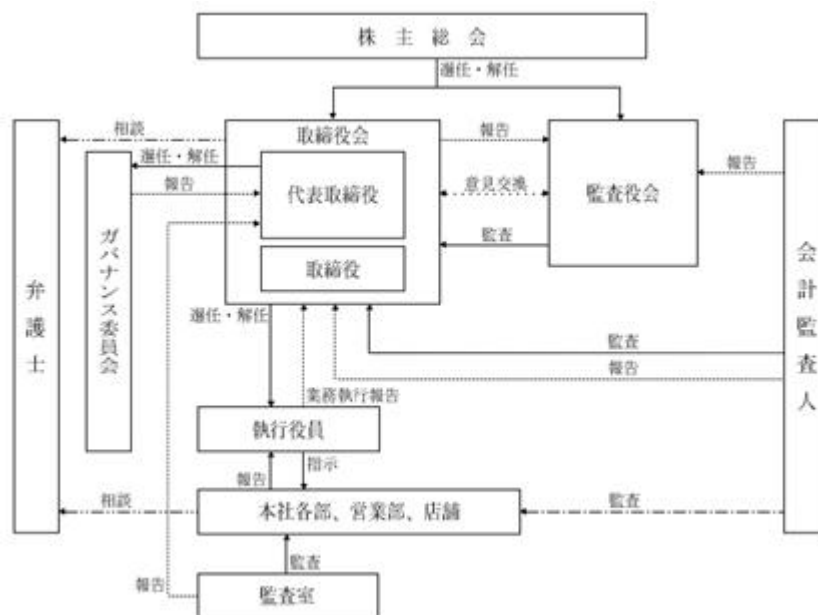 株主総会
選任・解任
相談
取締役会
報告
選任・解任
報告
代表取締役
意見交換
監査役会
報告
監査
取締役
ガバナンス委員会
弁護士
会計監査人
選任・解任
監査
報告
業務執行報告
執行役員
報告
指示
相談
本社各部、営業部、店舗
監査
監査
報告
監査室